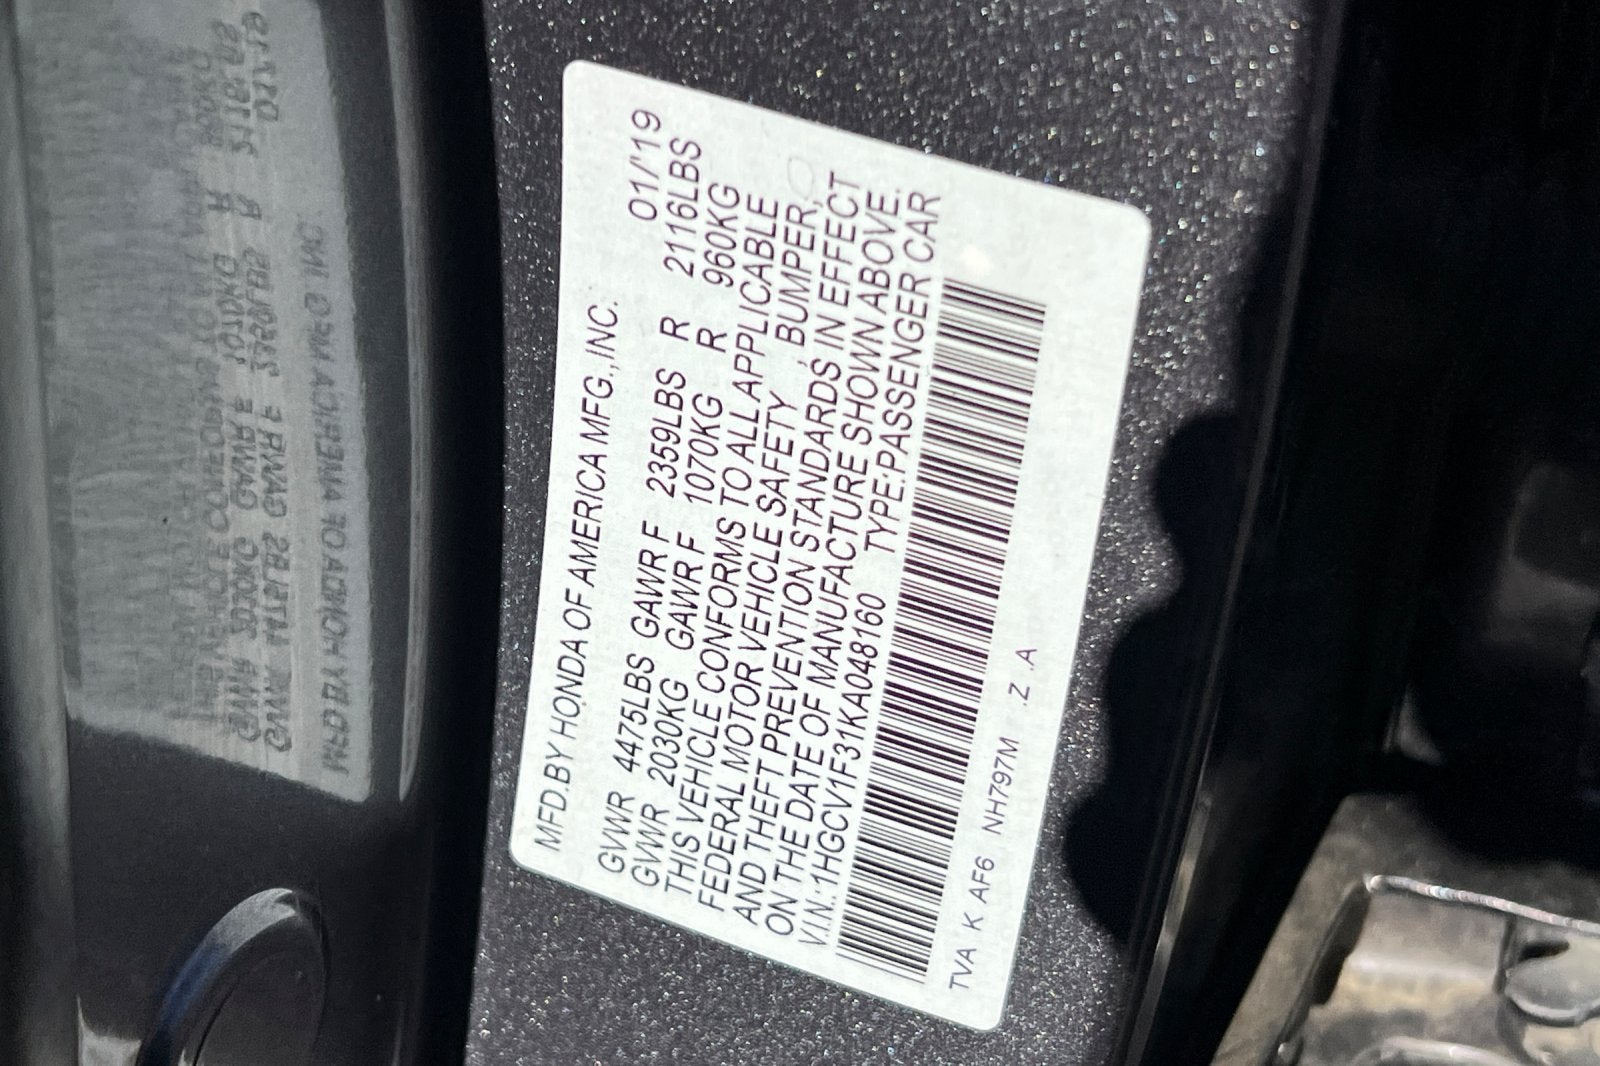 MFD.BY HONDA OF AMERICA MFG.,INC. 01/'19
GVWR 4475LBS GAWR F 2359LBS R 2116LBS
GVWR 2030KG GAWR F 1070KG R 960KG
THIS VEHICLE CONFORMS TO ALL APPLICABLE
FEDERAL MOTOR VEHICLE SAFETY, BUMPER,
AND THEFT PREVENTION STANDARDS IN EFFECT
ON THE DATE OF MANUFACTURE SHOWN ABOVE.
V.I.N.:1HGCV1F31KA048160 TYPE:PASSENGER CAR
TVA K AF6 NH797M .Z .A